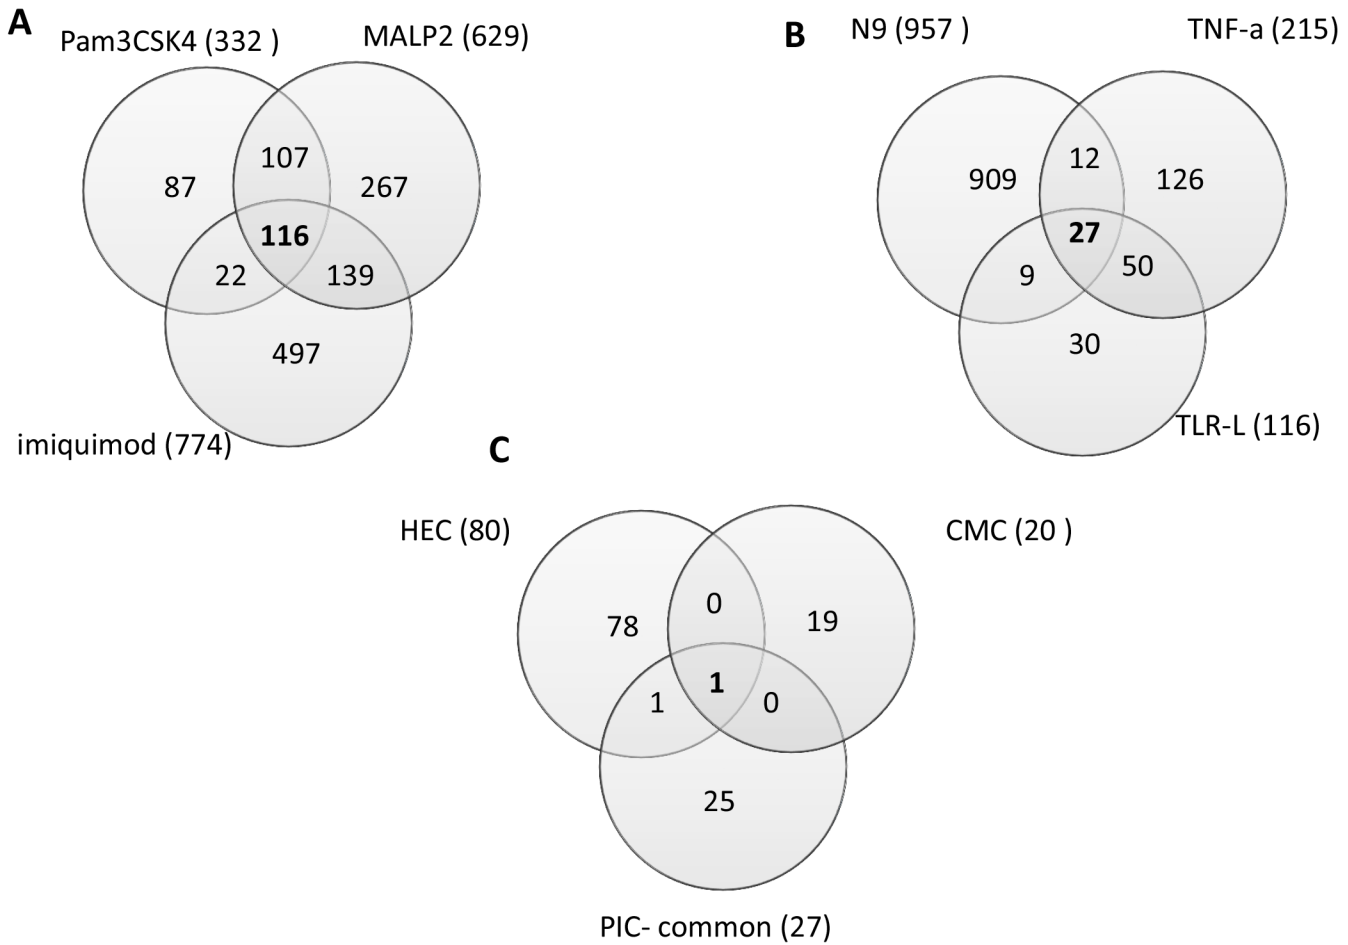 A
Pam3CSK4 (332 )
MALP2 (629)
107
87
267
116
22
139
497
imiquimod (774)
B
N9 (957 )
TNF-a (215)
12
909
126
27
9
50
30
TLR-L (116)
C
HEC (80)
CMC (20 )
0
78
19
1
1
0
25
PIC- common (27)